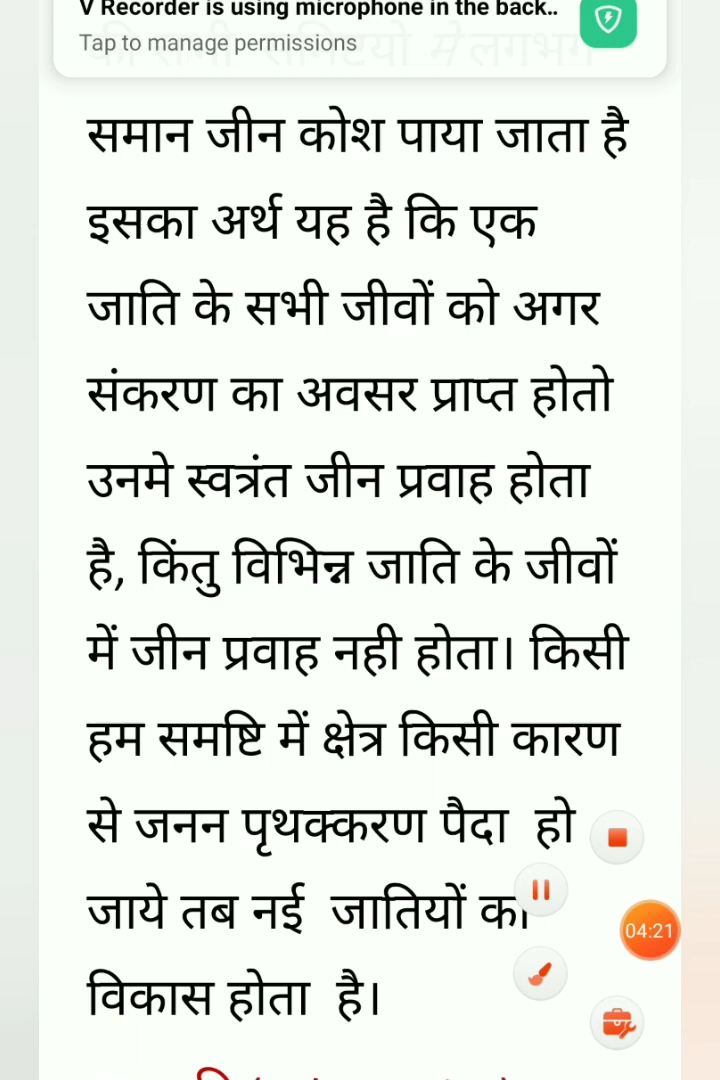 V Recorder is using microphone in the back..
Tap to manage permissions
समान जीन कोश पाया जाता है
इसका अर्थ यह है कि एक
जाति के सभी जीवों को अगर
संकरण का अवसर प्राप्त होतो
उनमे स्वत्रंत जीन प्रवाह होता
है, किंतु विभिन्न जाति के जीवों
में जीन प्रवाह नही होता। किसी
हम समष्टि में क्षेत्र किसी कारण
से जनन पृथक्करण पैदा हो
जाये तब नई जातियों का
04:21
विकास होता है।